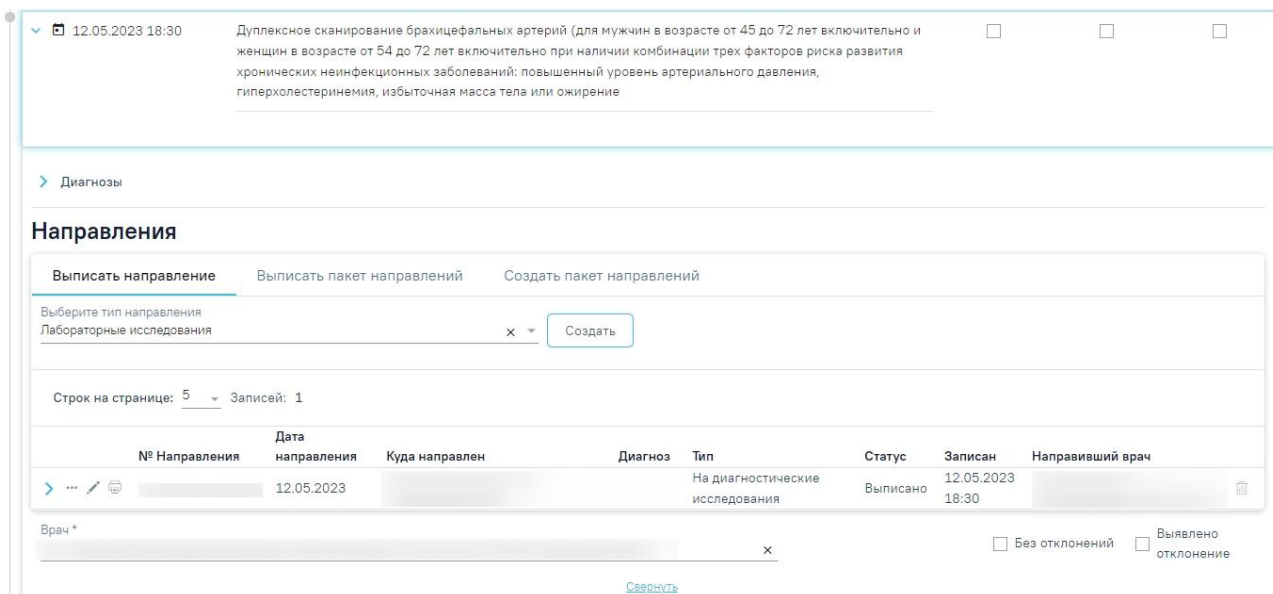 12.05.2023 18:30
Дуплексное сканирование брахицефальных артерий (для мужчин в возрасте от 45 до 72 лет включительно и
женщин в возрасте от 54 до 72 лет включительно при наличии комбинации трех факторов риска развития
хронических неинфекционных заболеваний: повышенный уровень артериального давления,
гиперхолестеринемия, избыточная масса тела или ожирение
Диагнозы
Направления
Выписать направление Выписать пакет направлений Создать пакет направлений
Выберите тип направления
Лабораторные исследования
Создать
Строк на странице: 5 Записей: 1
№ Направления Дата направления Куда направлен Диагноз Тип Статус Записан Направивший врач
12.05.2023 На диагностические исследования Выписано 12.05.2023 18:30
Врач *
Без отклонений Выявлено отклонение
Свернуть